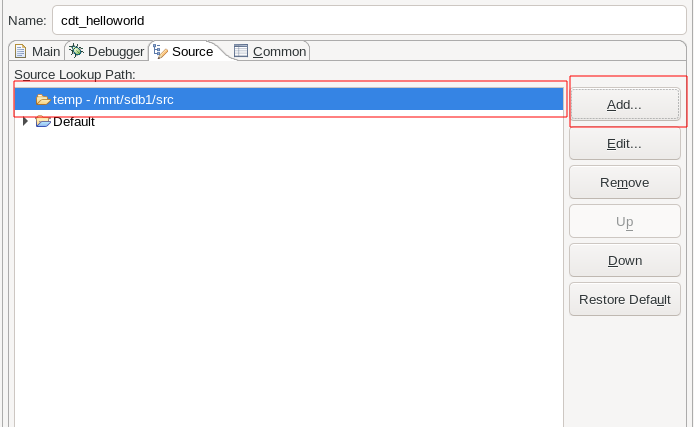 Name: cdt_helloworld
Main Debugger Source Common
Source Lookup Path:
temp - /mnt/sdb1/src
Default
Add...
Edit...
Remove
Up
Down
Restore Default